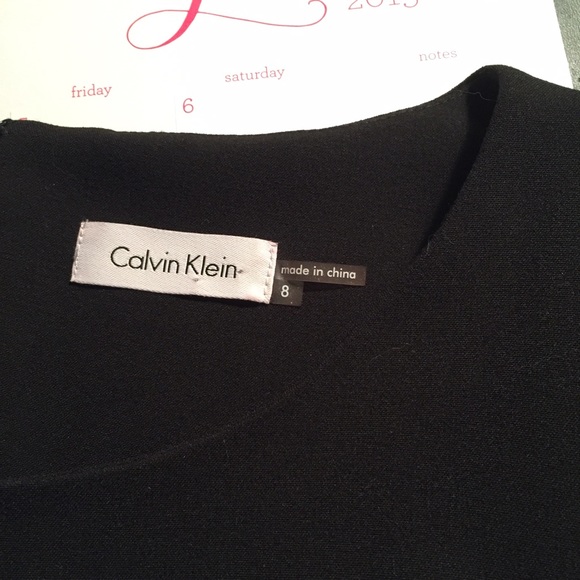 2015
notes
saturday
friday
6
Calvin Klein
made in china
8